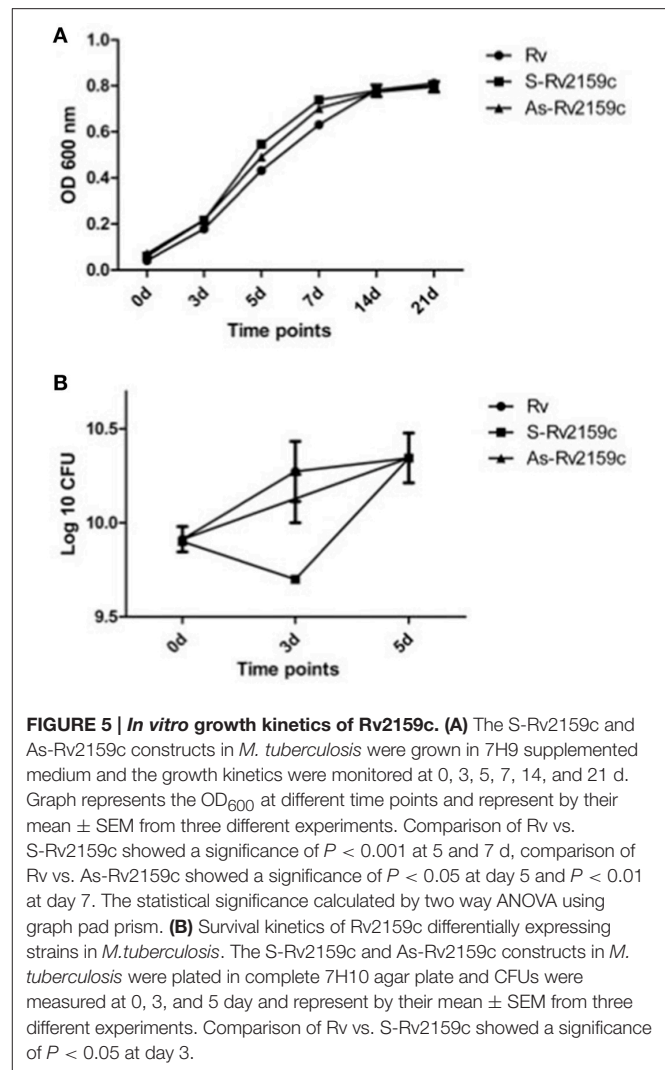 A
1.0
0.8
0.6
0.4
0.2
0.0
OD 600 nm
0d
3d
5d
7d
14d
21d
Time points
Rv
S-Rv2159c
As-Rv2159c
B
10.5
10.0
9.5
Log 10 CFU
0d
3d
5d
Time points
Rv
S-Rv2159c
As-Rv2159c
FIGURE 5 | In vitro growth kinetics of Rv2159c. (A) The S-Rv2159c and
As-Rv2159c constructs in M. tuberculosis were grown in 7H9 supplemented
medium and the growth kinetics were monitored at 0, 3, 5, 7, 14, and 21 d.
Graph represents the OD600 at different time points and represent by their
mean ± SEM from three different experiments. Comparison of Rv vs.
S-Rv2159c showed a significance of P < 0.001 at 5 and 7 d, comparison of
Rv vs. As-Rv2159c showed a significance of P < 0.05 at day 5 and P < 0.01
at day 7. The statistical significance calculated by two way ANOVA using
graph pad prism. (B) Survival kinetics of Rv2159c differentially expressing
strains in M.tuberculosis. The S-Rv2159c and As-Rv2159c constructs in M.
tuberculosis were plated in complete 7H10 agar plate and CFUs were
measured at 0, 3, and 5 day and represent by their mean ± SEM from three
different experiments. Comparison of Rv vs. S-Rv2159c showed a significance
of P < 0.05 at day 3.